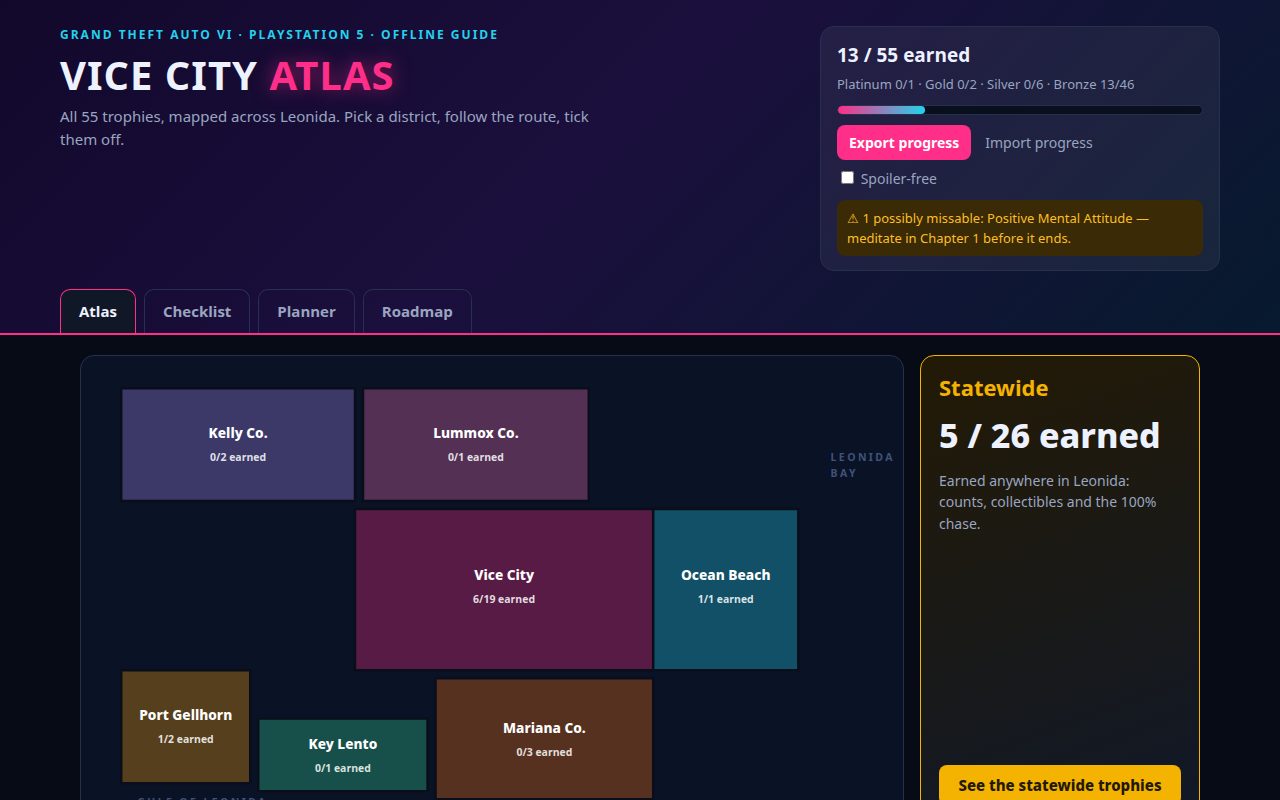 GRAND THEFT AUTO VI · PLAYSTATION 5 · OFFLINE GUIDE
VICE CITY ATLAS
All 55 trophies, mapped across Leonida. Pick a district, follow the route, tick
them off.
13 / 55 earned
Platinum 0/1 · Gold 0/2 · Silver 0/6 · Bronze 13/46
Export progress
Import progress
Spoiler-free
⚠ 1 possibly missable: Positive Mental Attitude —
meditate in Chapter 1 before it ends.
Atlas
Checklist
Planner
Roadmap
Kelly Co.
0/2 earned
Lummox Co.
0/1 earned
LEONIDA
BAY
Vice City
6/19 earned
Ocean Beach
1/1 earned
Port Gellhorn
1/2 earned
Key Lento
0/1 earned
Mariana Co.
0/3 earned
GULF OF LEONIDA
Statewide
5 / 26 earned
Earned anywhere in Leonida:
counts, collectibles and the 100%
chase.
See the statewide trophies